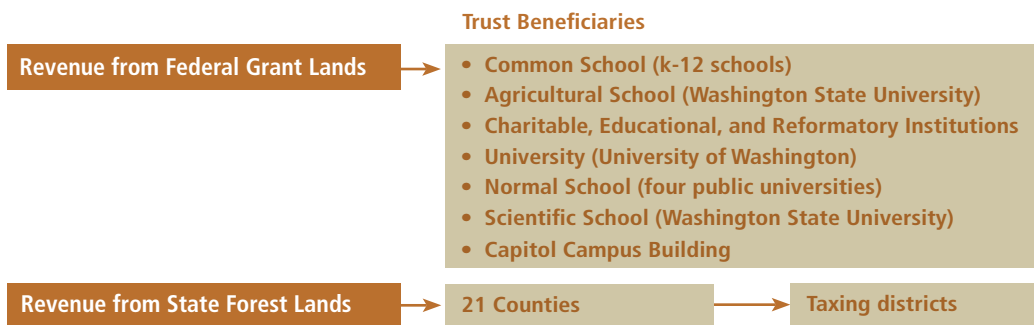 Trust Beneficiaries
Revenue from Federal Grant Lands
• Common School (k-12 schools)
• Agricultural School (Washington State University)
• Charitable, Educational, and Reformatory Institutions
• University (University of Washington)
• Normal School (four public universities)
• Scientific School (Washington State University)
• Capitol Campus Building
Revenue from State Forest Lands
21 Counties
Taxing districts